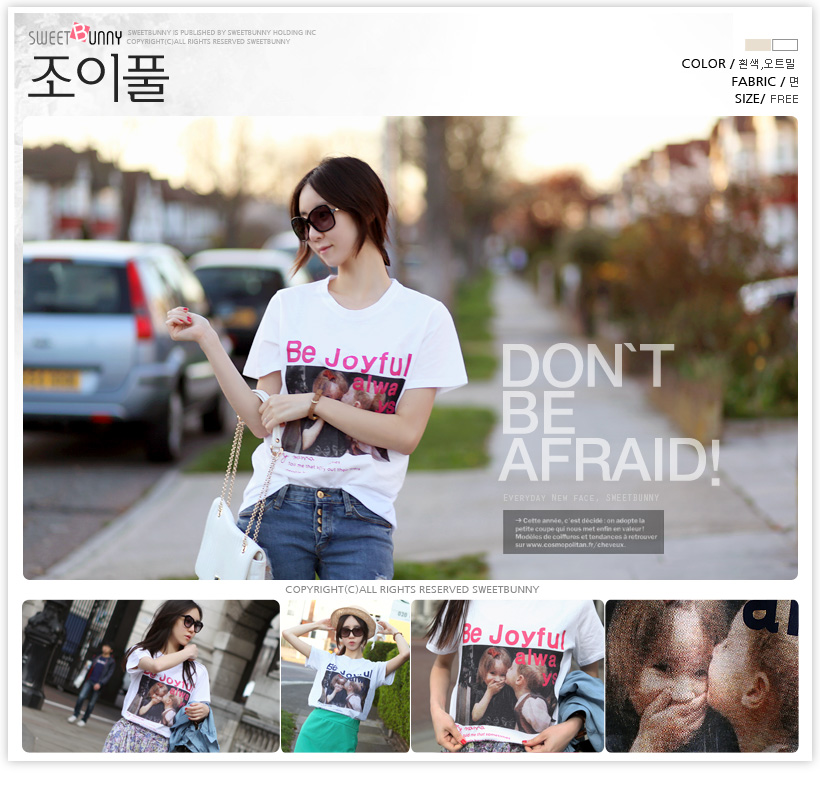 SWEETBUNNY
SWEETBUNNY IS PUBLISHED BY SWEETBUNNY HOLDING INC
COPYRIGHT(C)ALL RIGHTS RESERVED SWEETBUNNY
조이풀
COLOR / 흰색,오트밀
FABRIC / 면
SIZE/ FREE
Be Joyful
alwa
ys
DON`T
BE
AFRAID!
EVERYDAY NEW FACE. SWEETBUNNY
→ Cette année, c'est décidé : on adopte la
petite coupe qui nous met enfin en valeur!
Modèles de coiffures et tendances à retrouver
sur www.cosmopolitan.fr/cheveux.
COPYRIGHT(C)ALL RIGHTS RESERVED SWEETBUNNY
Be Joyful
Be Joyful
Be Joyful
alwa
ys
al